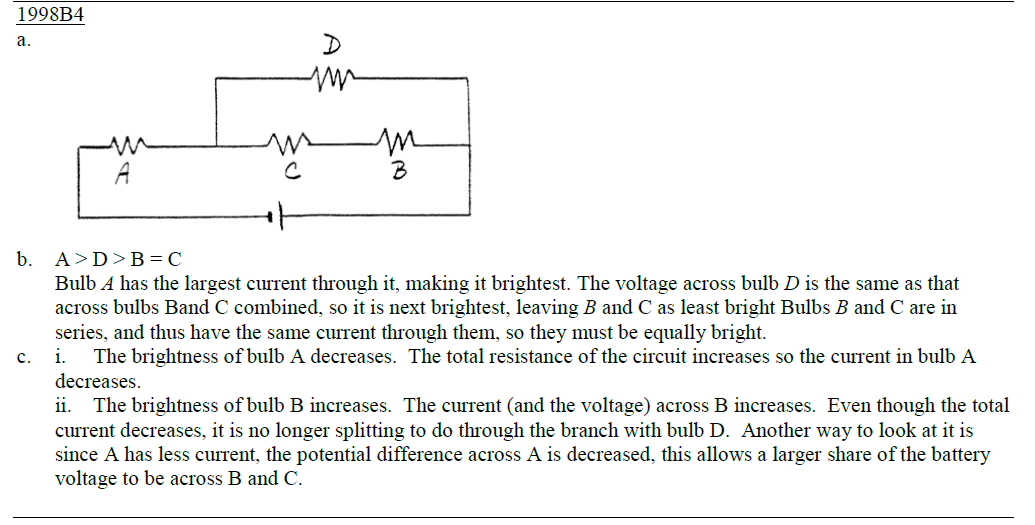 1998B4
a.
D
A
C
B
b. A > D > B = C
Bulb A has the largest current through it, making it brightest. The voltage across bulb D is the same as that
across bulbs Band C combined, so it is next brightest, leaving B and C as least bright Bulbs B and C are in
series, and thus have the same current through them, so they must be equally bright.
c. i. The brightness of bulb A decreases. The total resistance of the circuit increases so the current in bulb A
decreases.
ii. The brightness of bulb B increases. The current (and the voltage) across B increases. Even though the total
current decreases, it is no longer splitting to do through the branch with bulb D. Another way to look at it is
since A has less current, the potential difference across A is decreased, this allows a larger share of the battery
voltage to be across B and C.